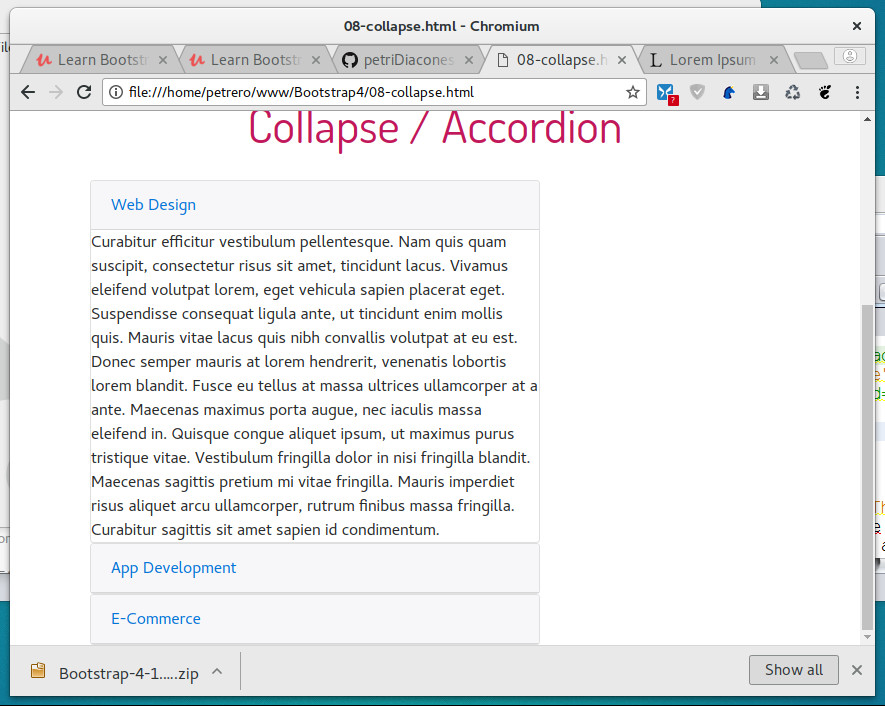 08-collapse.html - Chromium
Learn Bootst
Learn Bootst
petriDiacones
08-collapse.h
Lorem Ipsum
file:///home/petrero/www/Bootstrap4/08-collapse.html
Collapse / Accordion
Web Design
Curabitur efficitur vestibulum pellentesque. Nam quis quam
suscipit, consectetur risus sit amet, tincidunt lacus. Vivamus
eleifend volutpat lorem, eget vehicula sapien placerat eget.
Suspendisse consequat ligula ante, ut tincidunt enim mollis
quis. Mauris vitae lacus quis nibh convallis volutpat at eu est.
Donec semper mauris at lorem hendrerit, venenatis lobortis
lorem blandit. Fusce eu tellus at massa ultrices ullamcorper at a
ante. Maecenas maximus porta augue, nec iaculis massa
eleifend in. Quisque congue aliquet ipsum, ut maximus purus
tristique vitae. Vestibulum fringilla dolor in nisi fringilla blandit.
Maecenas sagittis pretium mi vitae fringilla. Mauris imperdiet
risus aliquet arcu ullamcorper, rutrum finibus massa fringilla.
Curabitur sagittis sit amet sapien id condimentum.
App Development
E-Commerce
Bootstrap-4-1.....zip
Show all